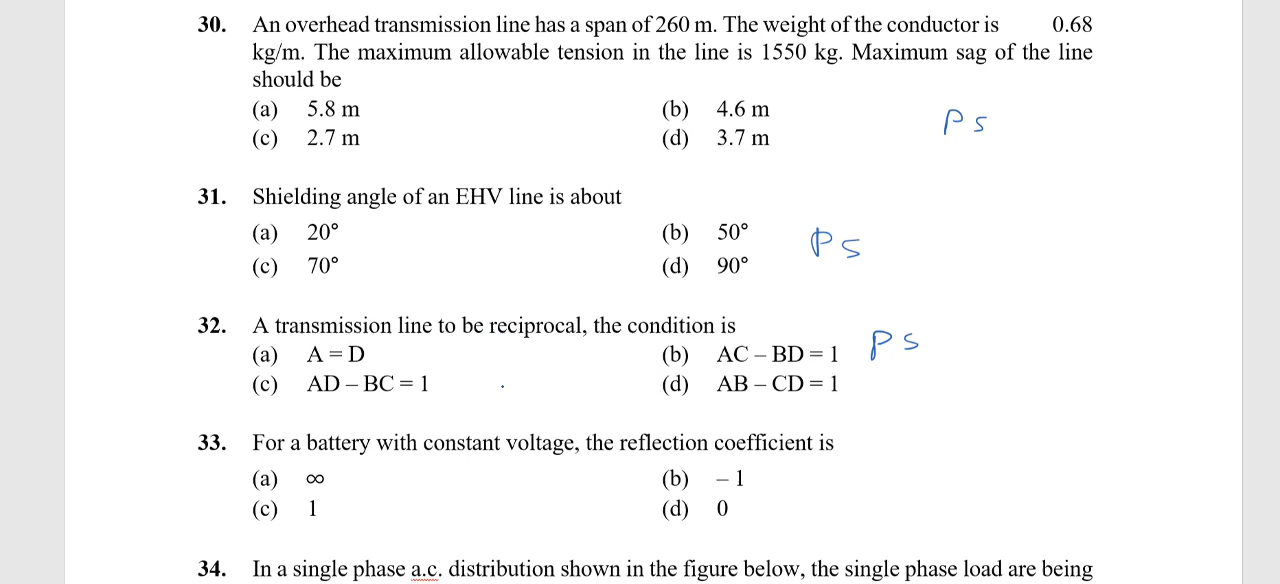 30. An overhead transmission line has a span of 260 m. The weight of the conductor is 0.68
kg/m. The maximum allowable tension in the line is 1550 kg. Maximum sag of the line
should be
(a) 5.8 m (b) 4.6 m
PS
(c) 2.7 m (d) 3.7 m
31. Shielding angle of an EHV line is about
(a) 20° (b) 50°
PS
(c) 70° (d) 90°
32. A transmission line to be reciprocal, the condition is
PS
(a) A = D (b) AC – BD = 1
(c) AD – BC = 1 (d) AB – CD = 1
33. For a battery with constant voltage, the reflection coefficient is
(a) ∞ (b) – 1
(c) 1 (d) 0
34. In a single phase a.c. distribution shown in the figure below, the single phase load are being